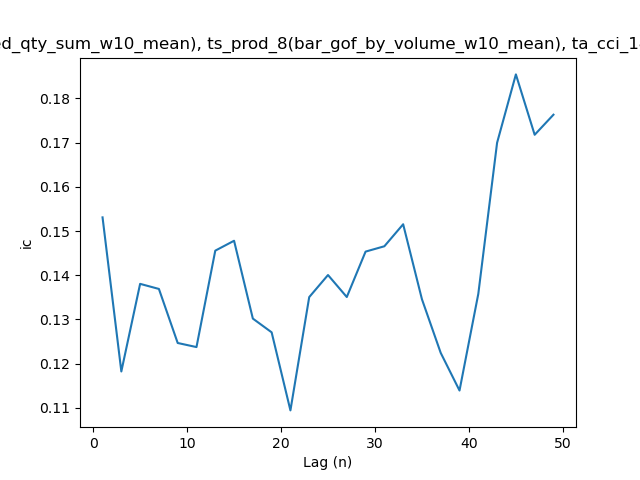 ed_qty_sum_w10_mean), ts_prod_8(bar_gof_by_volume_w10_mean), ta_cci_1
0.18
0.17
0.16
0.15
0.14
0.13
0.12
0.11
ic
0 10 20 30 40 50
Lag (n)